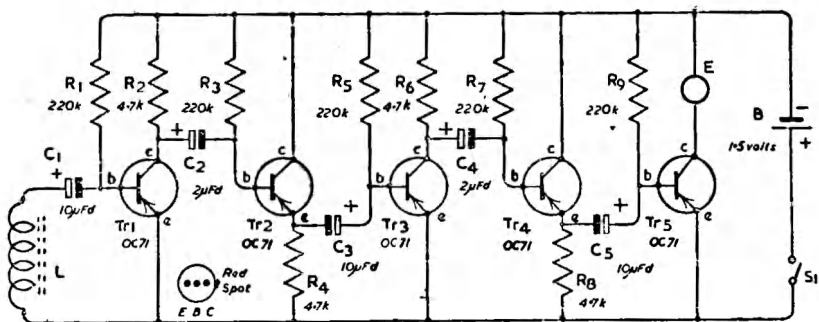 R1
220k
R2
4.7k
R3
220k
R5
220k
R6
4.7k
R7
220k
R9
220k
E
B
-
+
1·5 volts
C1
+
10µFd
c
b
e
Tr1
OC71
+
C2
2µFd
c
b
e
Tr2
OC71
C3
+
10µFd
c
b
e
Tr3
OC71
+
C4
2µFd
c
b
e
Tr4
OC71
C5
+
10µFd
c
b
e
Tr5
OC71
L
Red
Spot
E B C
R4
4.7k
R8
4.7k
S1